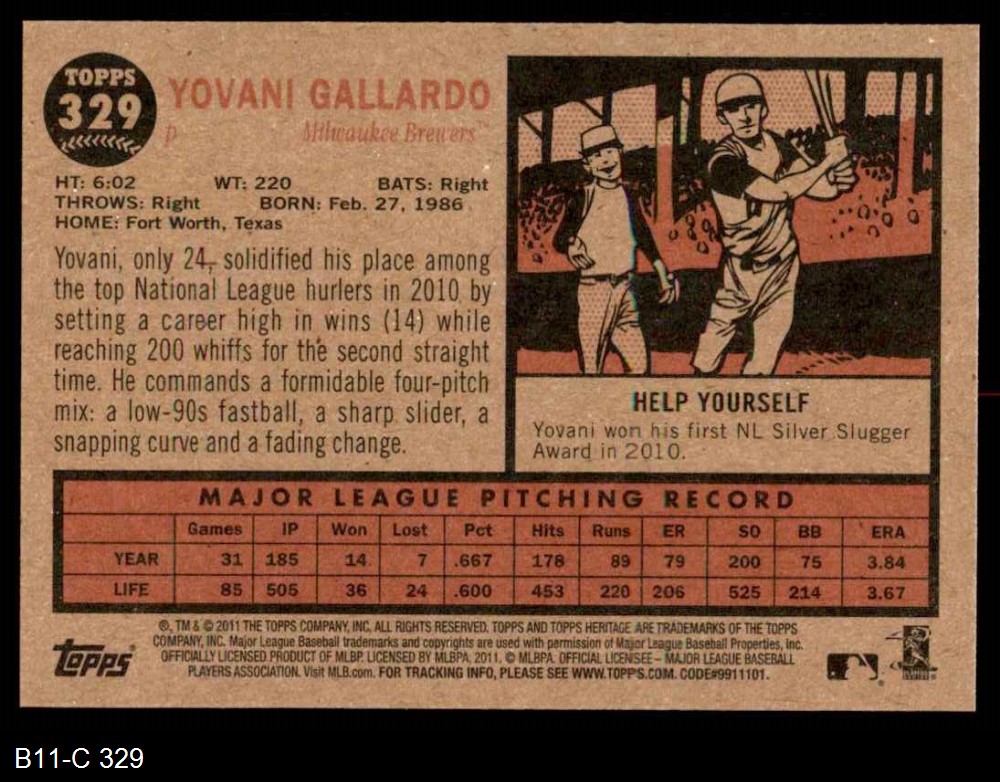 TOPPS
329
YOVANI GALLARDO
p Milwaukee Brewers™
HT: 6:02 WT: 220 BATS: Right
THROWS: Right BORN: Feb. 27, 1986
HOME: Fort Worth, Texas
Yovani, only 24, solidified his place among
the top National League hurlers in 2010 by
setting a career high in wins (14) while
reaching 200 whiffs for the second straight
time. He commands a formidable four-pitch
mix: a low-90s fastball, a sharp slider, a
snapping curve and a fading change.
HELP YOURSELF
Yovani won his first NL Silver Slugger
Award in 2010.
MAJOR LEAGUE PITCHING RECORD
Games IP Won Lost Pct Hits Runs ER SO BB ERA
YEAR 31 185 14 7 .667 178 89 79 200 75 3.84
LIFE 85 505 36 24 .600 453 220 206 525 214 3.67
®, TM & © 2011 THE TOPPS COMPANY, INC. ALL RIGHTS RESERVED. TOPPS AND TOPPS HERITAGE ARE TRADEMARKS OF THE TOPPS
COMPANY, INC. Major League Baseball trademarks and copyrights are used with permission of Major League Baseball Properties, Inc.
OFFICIALLY LICENSED PRODUCT OF MLBP. LICENSED BY MLBPA, 2011. © MLBPA. OFFICIAL LICENSEE – MAJOR LEAGUE BASEBALL
PLAYERS ASSOCIATION. Visit MLB.com. FOR TRACKING INFO, PLEASE SEE WWW.TOPPS.COM. CODE#9911101.
topps®
B11-C 329